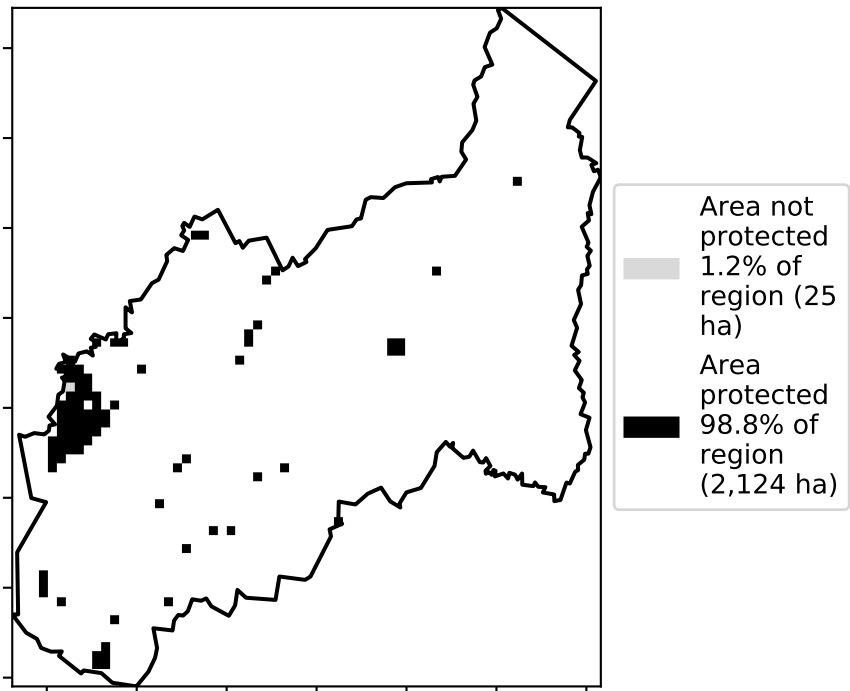 Area not
protected
1.2% of
region (25
ha)
Area
protected
98.8% of
region
(2,124 ha)